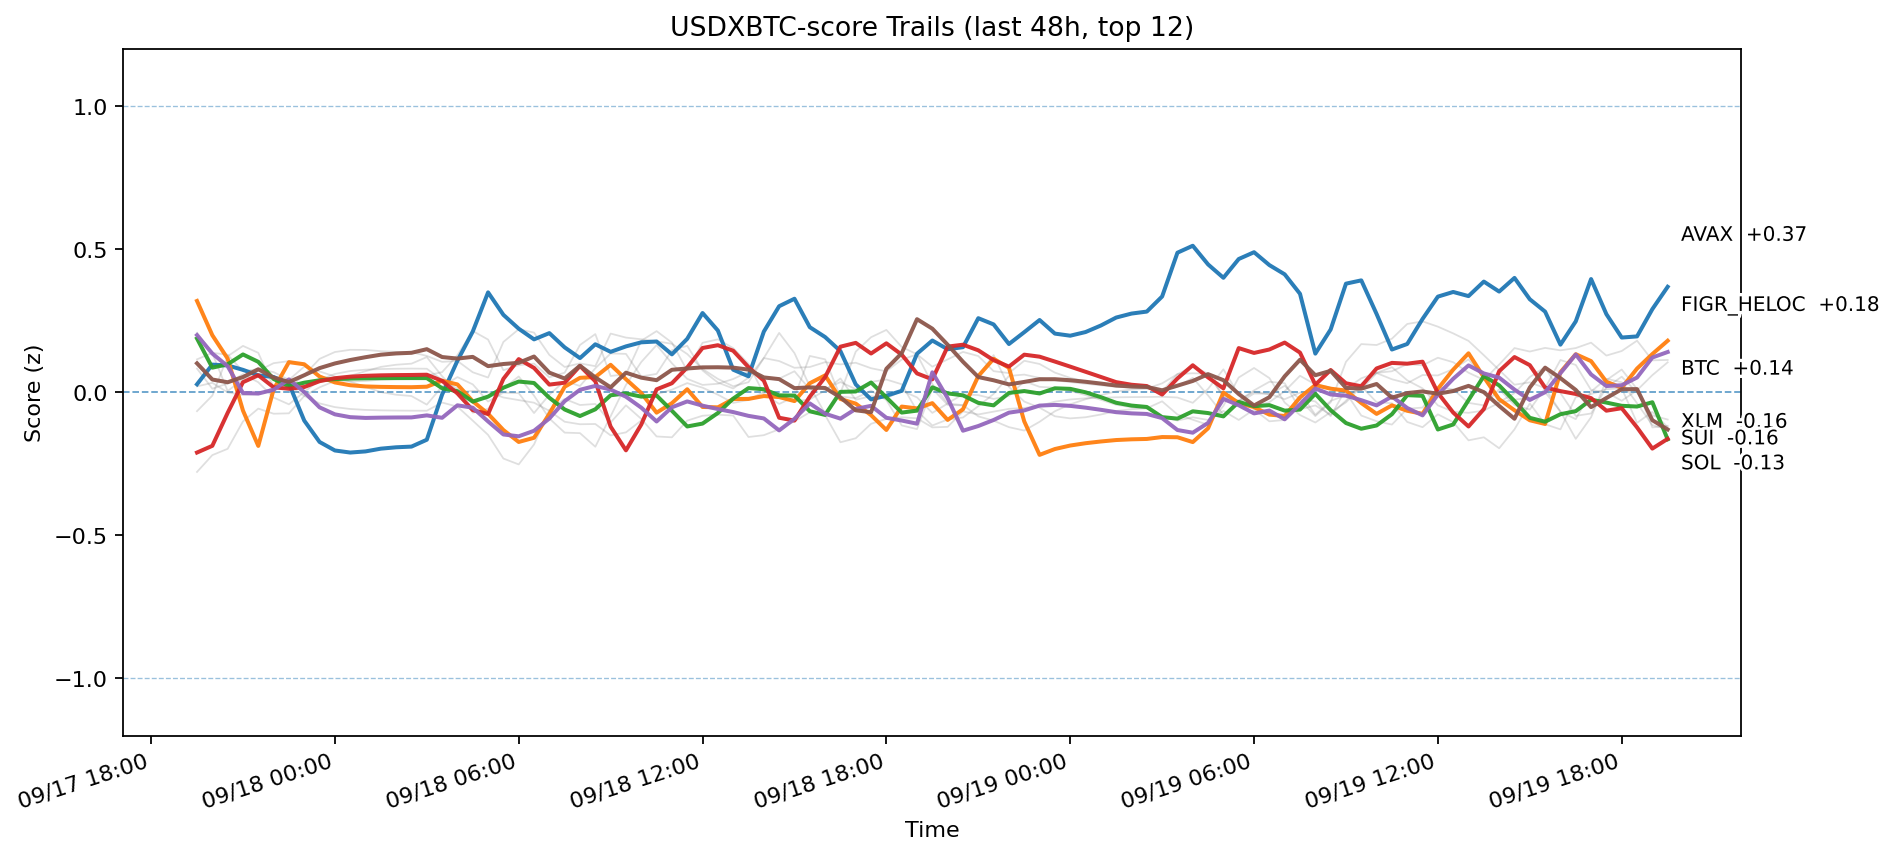 USDXBTC-score Trails (last 48h, top 12)
Score (z)
1.0
0.5
0.0
−0.5
−1.0
AVAX +0.37
FIGR_HELOC +0.18
BTC +0.14
XLM -0.16
SUI -0.16
SOL -0.13
09/17 18:00
09/18 00:00
09/18 06:00
09/18 12:00
09/18 18:00
09/19 00:00
09/19 06:00
09/19 12:00
09/19 18:00
Time